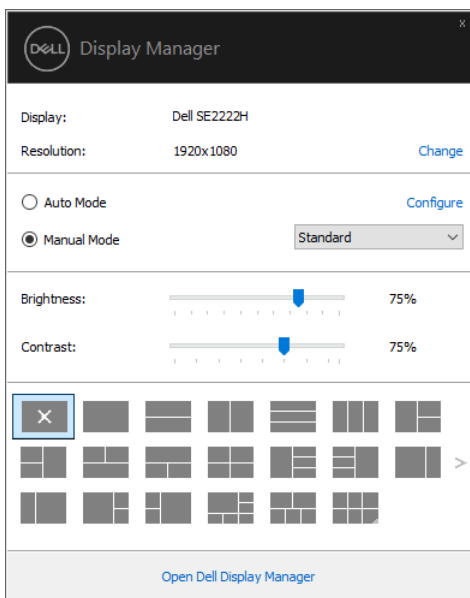 x
DELL Display Manager
Display: Dell SE2222H
Resolution: 1920x1080 Change
Auto Mode Configure
Manual Mode Standard
Brightness: 75%
Contrast: 75%
Open Dell Display Manager